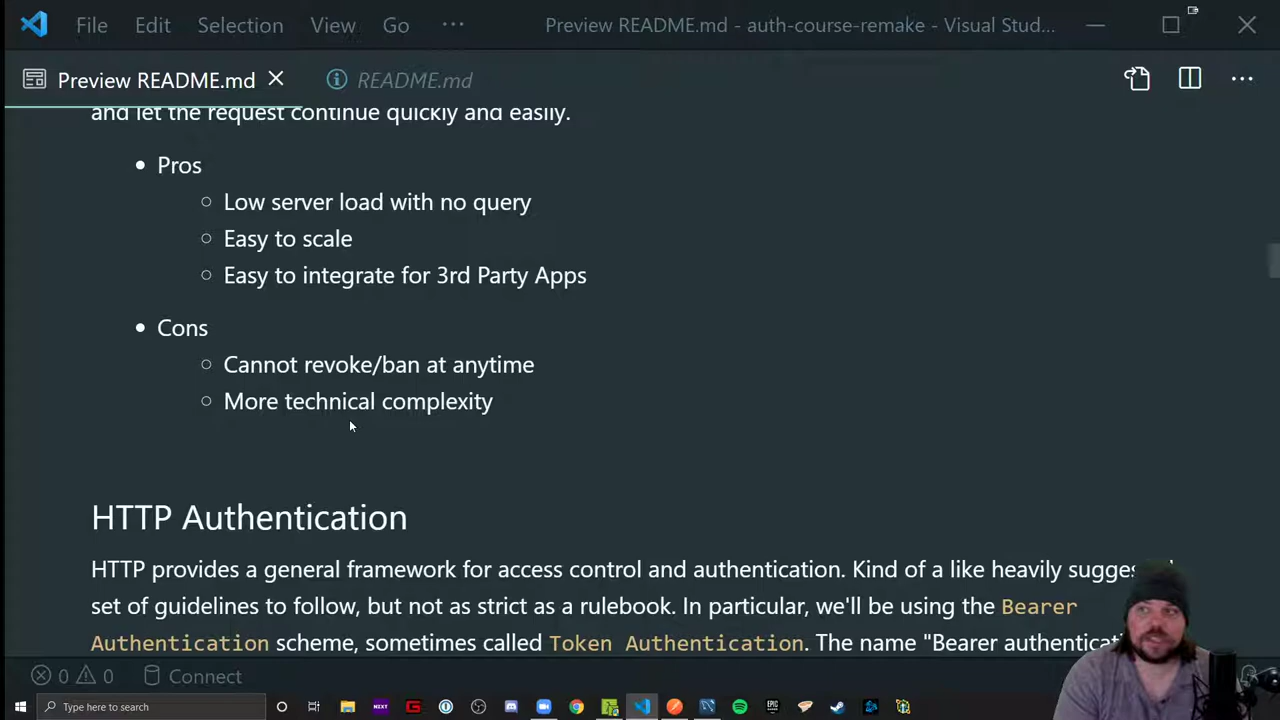 File Edit Selection View Go ··· Preview README.md - auth-course-remake - Visual Stud...
Preview README.md README.md
and let the request continue quickly and easily.
Pros
Low server load with no query
Easy to scale
Easy to integrate for 3rd Party Apps
Cons
Cannot revoke/ban at anytime
More technical complexity
HTTP Authentication
HTTP provides a general framework for access control and authentication. Kind of a like heavily
set of guidelines to follow, but not as strict as a rulebook. In particular, we'll be using the Bearer
Authentication scheme, sometimes called Token Authentication. The name "Bearer
0 0 Connect
Type here to search NEXT EPIC